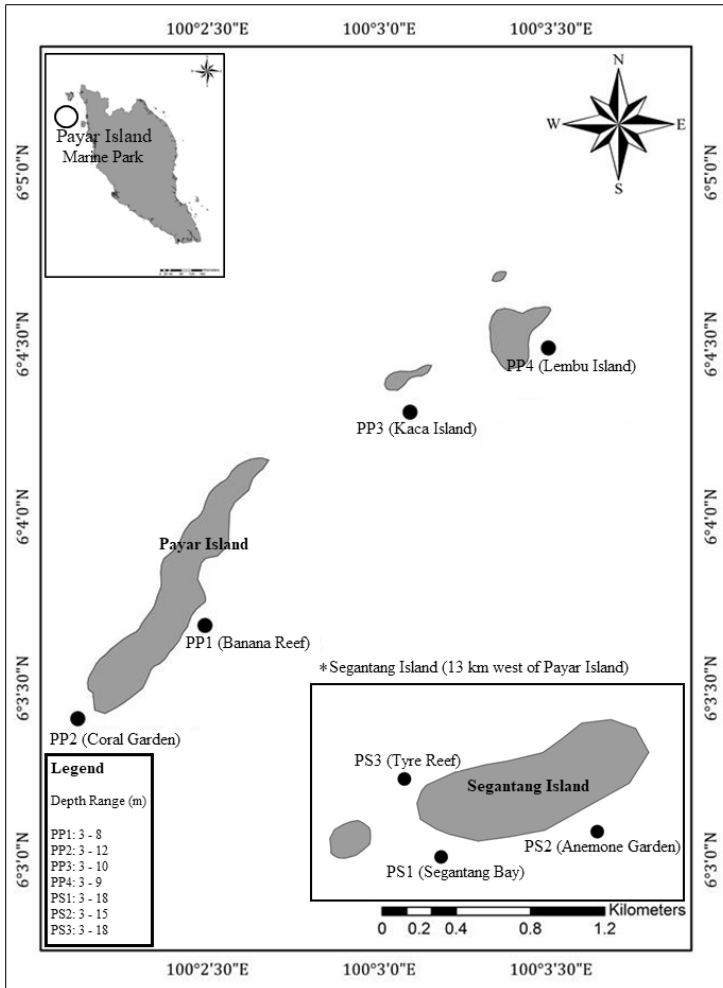 100°2'30"E 100°3'0"E 100°3'30"E
Payar Island
Marine Park
N
W E
S
6°5'0"N 6°5'0"N
6°4'30"N 6°4'30"N
PP4 (Lembu Island)
PP3 (Kaca Island)
6°4'0"N 6°4'0"N
Payar Island
PP1 (Banana Reef)
*Segantang Island (13 km west of Payar Island)
6°3'30"N 6°3'30"N
PP2 (Coral Garden)
PS3 (Tyre Reef)
Segantang Island
PS2 (Anemone Garden)
PS1 (Segantang Bay)
Legend
Depth Range (m)
PP1: 3 - 8
PP2: 3 - 12
PP3: 3 - 10
PP4: 3 - 9
PS1: 3 - 18
PS2: 3 - 15
PS3: 3 - 18
6°3'0"N 6°3'0"N
Kilometers
0 0.2 0.4 0.8 1.2
100°2'30"E 100°3'0"E 100°3'30"E